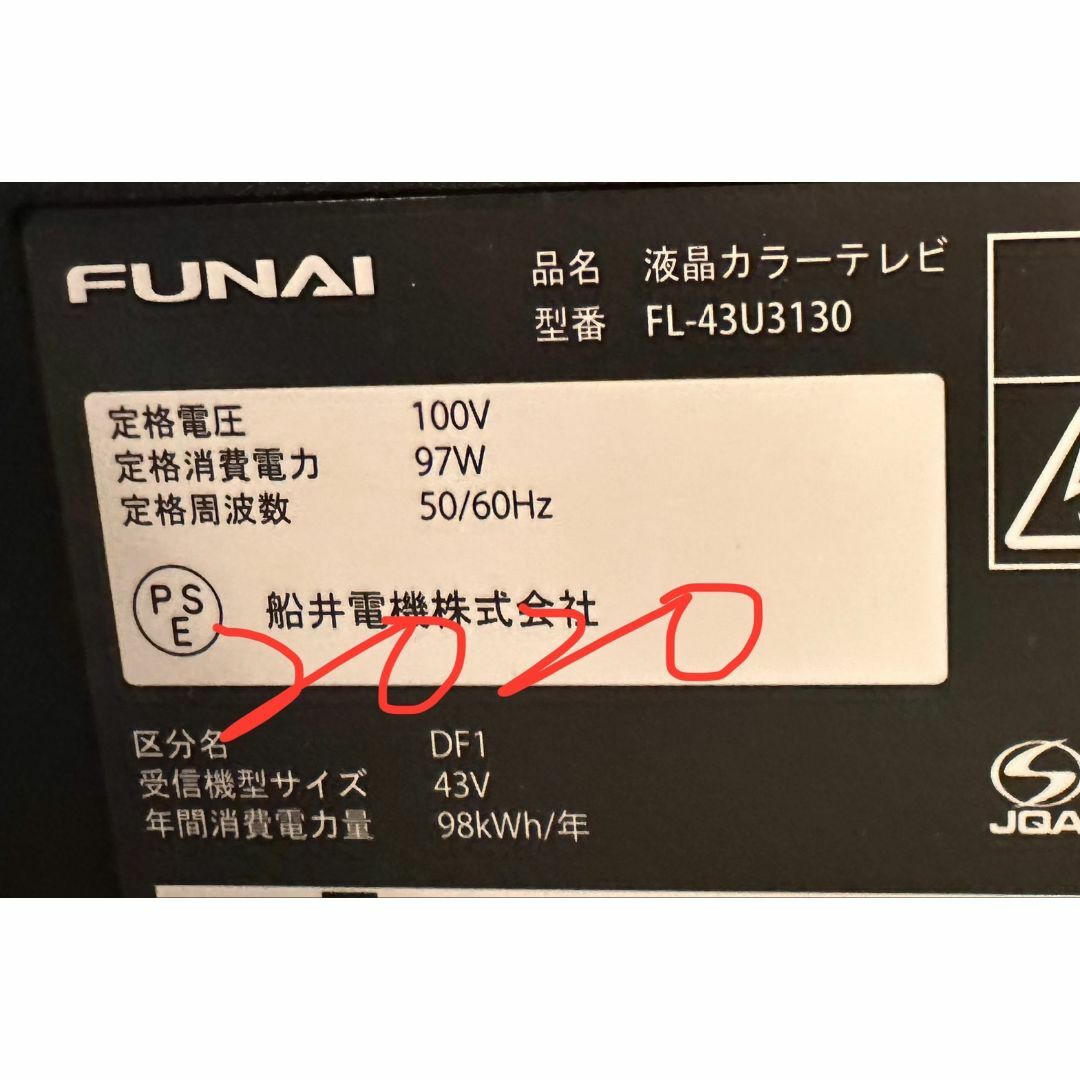 FUNAI
品名 液晶カラーテレビ
型番 FL-43U3130
定格電圧 100V
定格消費電力 97W
定格周波数 50/60Hz
PSE
船井電機株式会社
2020
区分名 DF1
受信機型サイズ 43V
年間消費電力量 98kWh/年
JQA